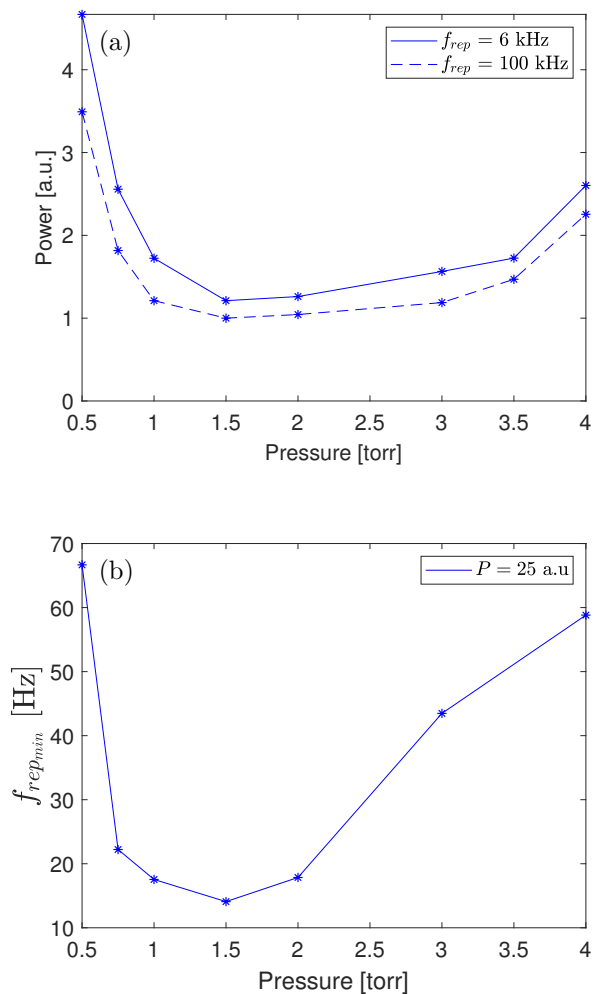 (a)
f_rep = 6 kHz
f_rep = 100 kHz
Power [a.u.]
4
3
2
1
0
0.5 1 1.5 2 2.5 3 3.5 4
Pressure [torr]
(b)
P = 25 a.u
f_rep_min [Hz]
70
60
50
40
30
20
10
0.5 1 1.5 2 2.5 3 3.5 4
Pressure [torr]